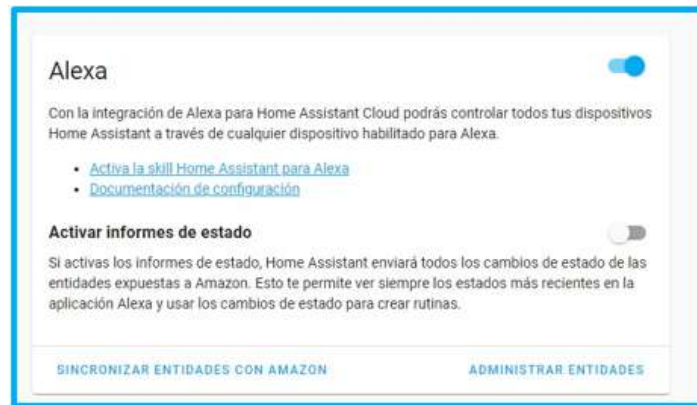 Alexa
Con la integración de Alexa para Home Assistant Cloud podrás controlar todos tus dispositivos
Home Assistant a través de cualquier dispositivo habilitado para Alexa.
• Activa la skill Home Assistant para Alexa
• Documentación de configuración
Activar informes de estado
Si activas los informes de estado, Home Assistant enviará todos los cambios de estado de las
entidades expuestas a Amazon. Esto te permite ver siempre los estados más recientes en la
aplicación Alexa y usar los cambios de estado para crear rutinas.
SINCRONIZAR ENTIDADES CON AMAZON
ADMINISTRAR ENTIDADES